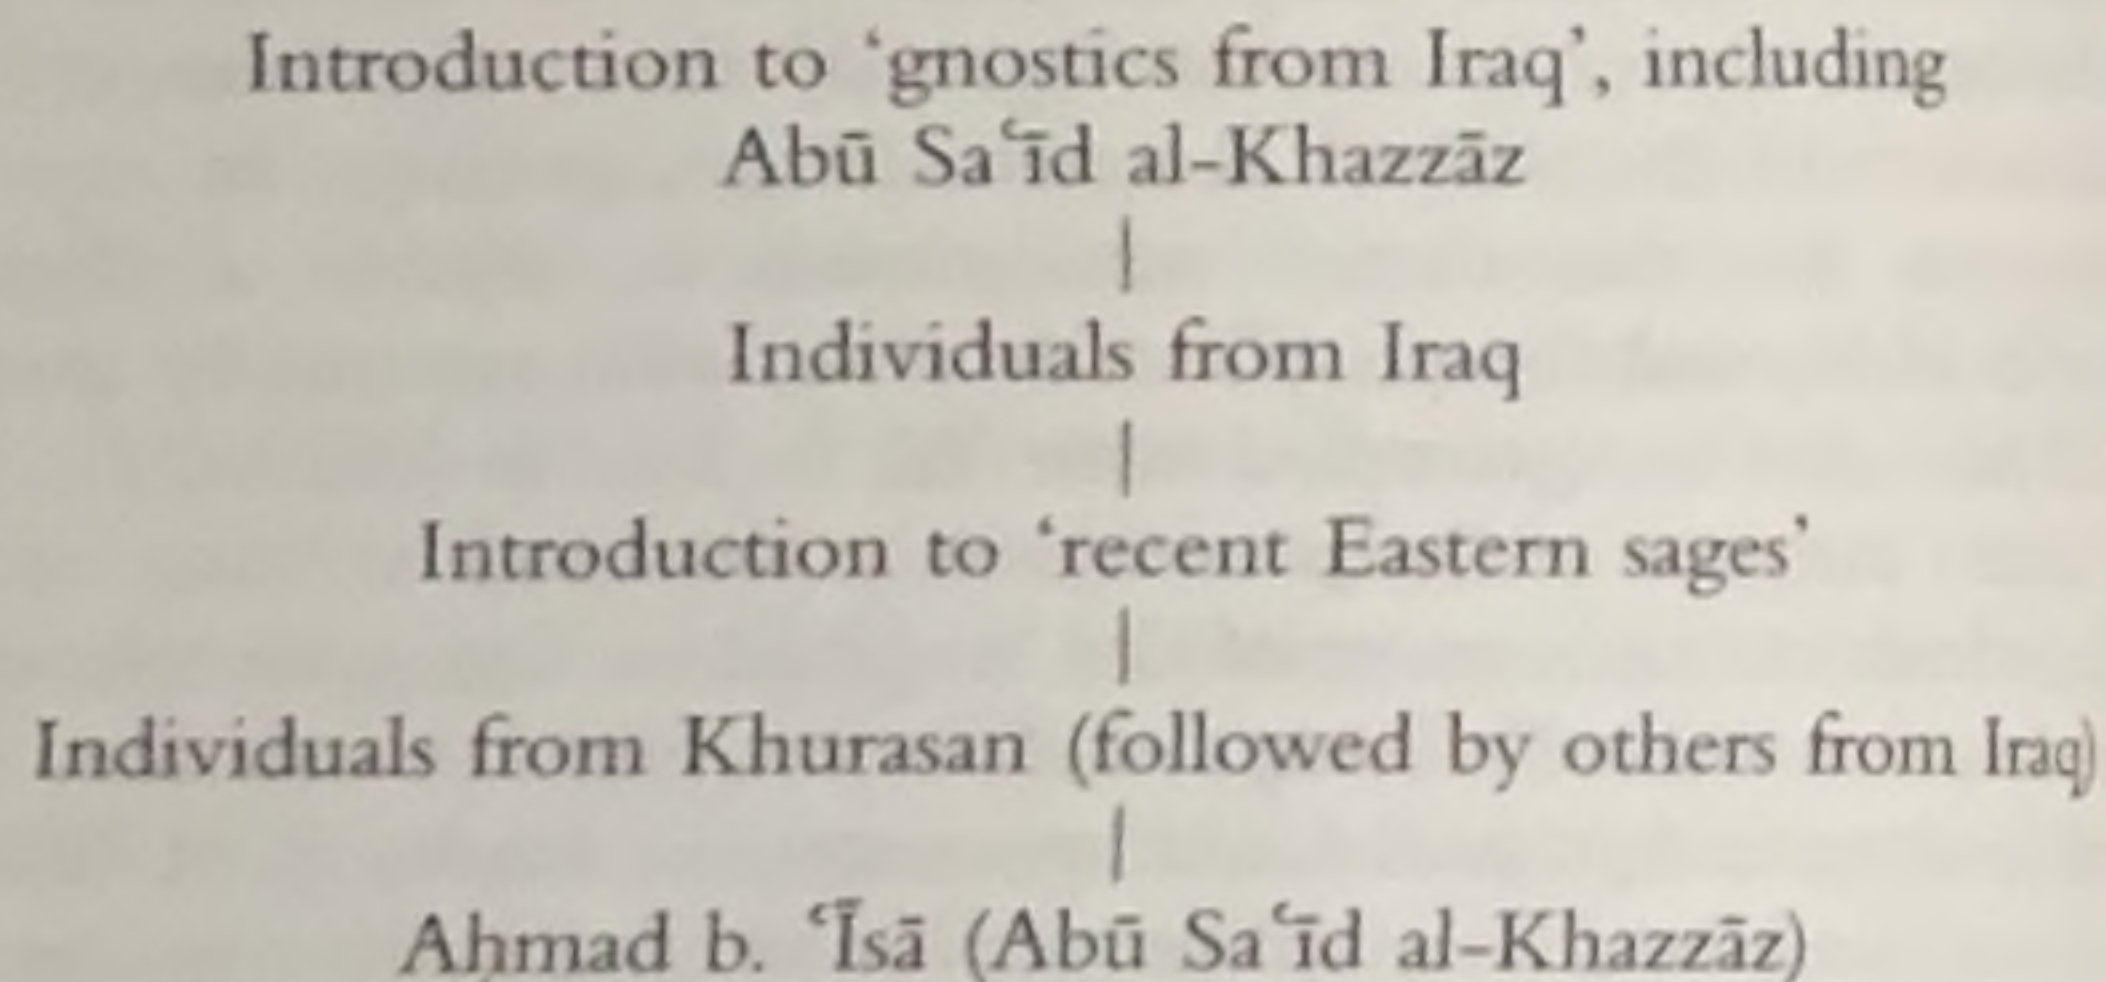 Introduction to ‘gnostics from Iraq’, including
Abū Saʿīd al-Khazzāz
Individuals from Iraq
Introduction to ‘recent Eastern sages’
Individuals from Khurasan (followed by others from Iraq)
Aḥmad b. ʿĪsā (Abū Saʿīd al-Khazzāz)